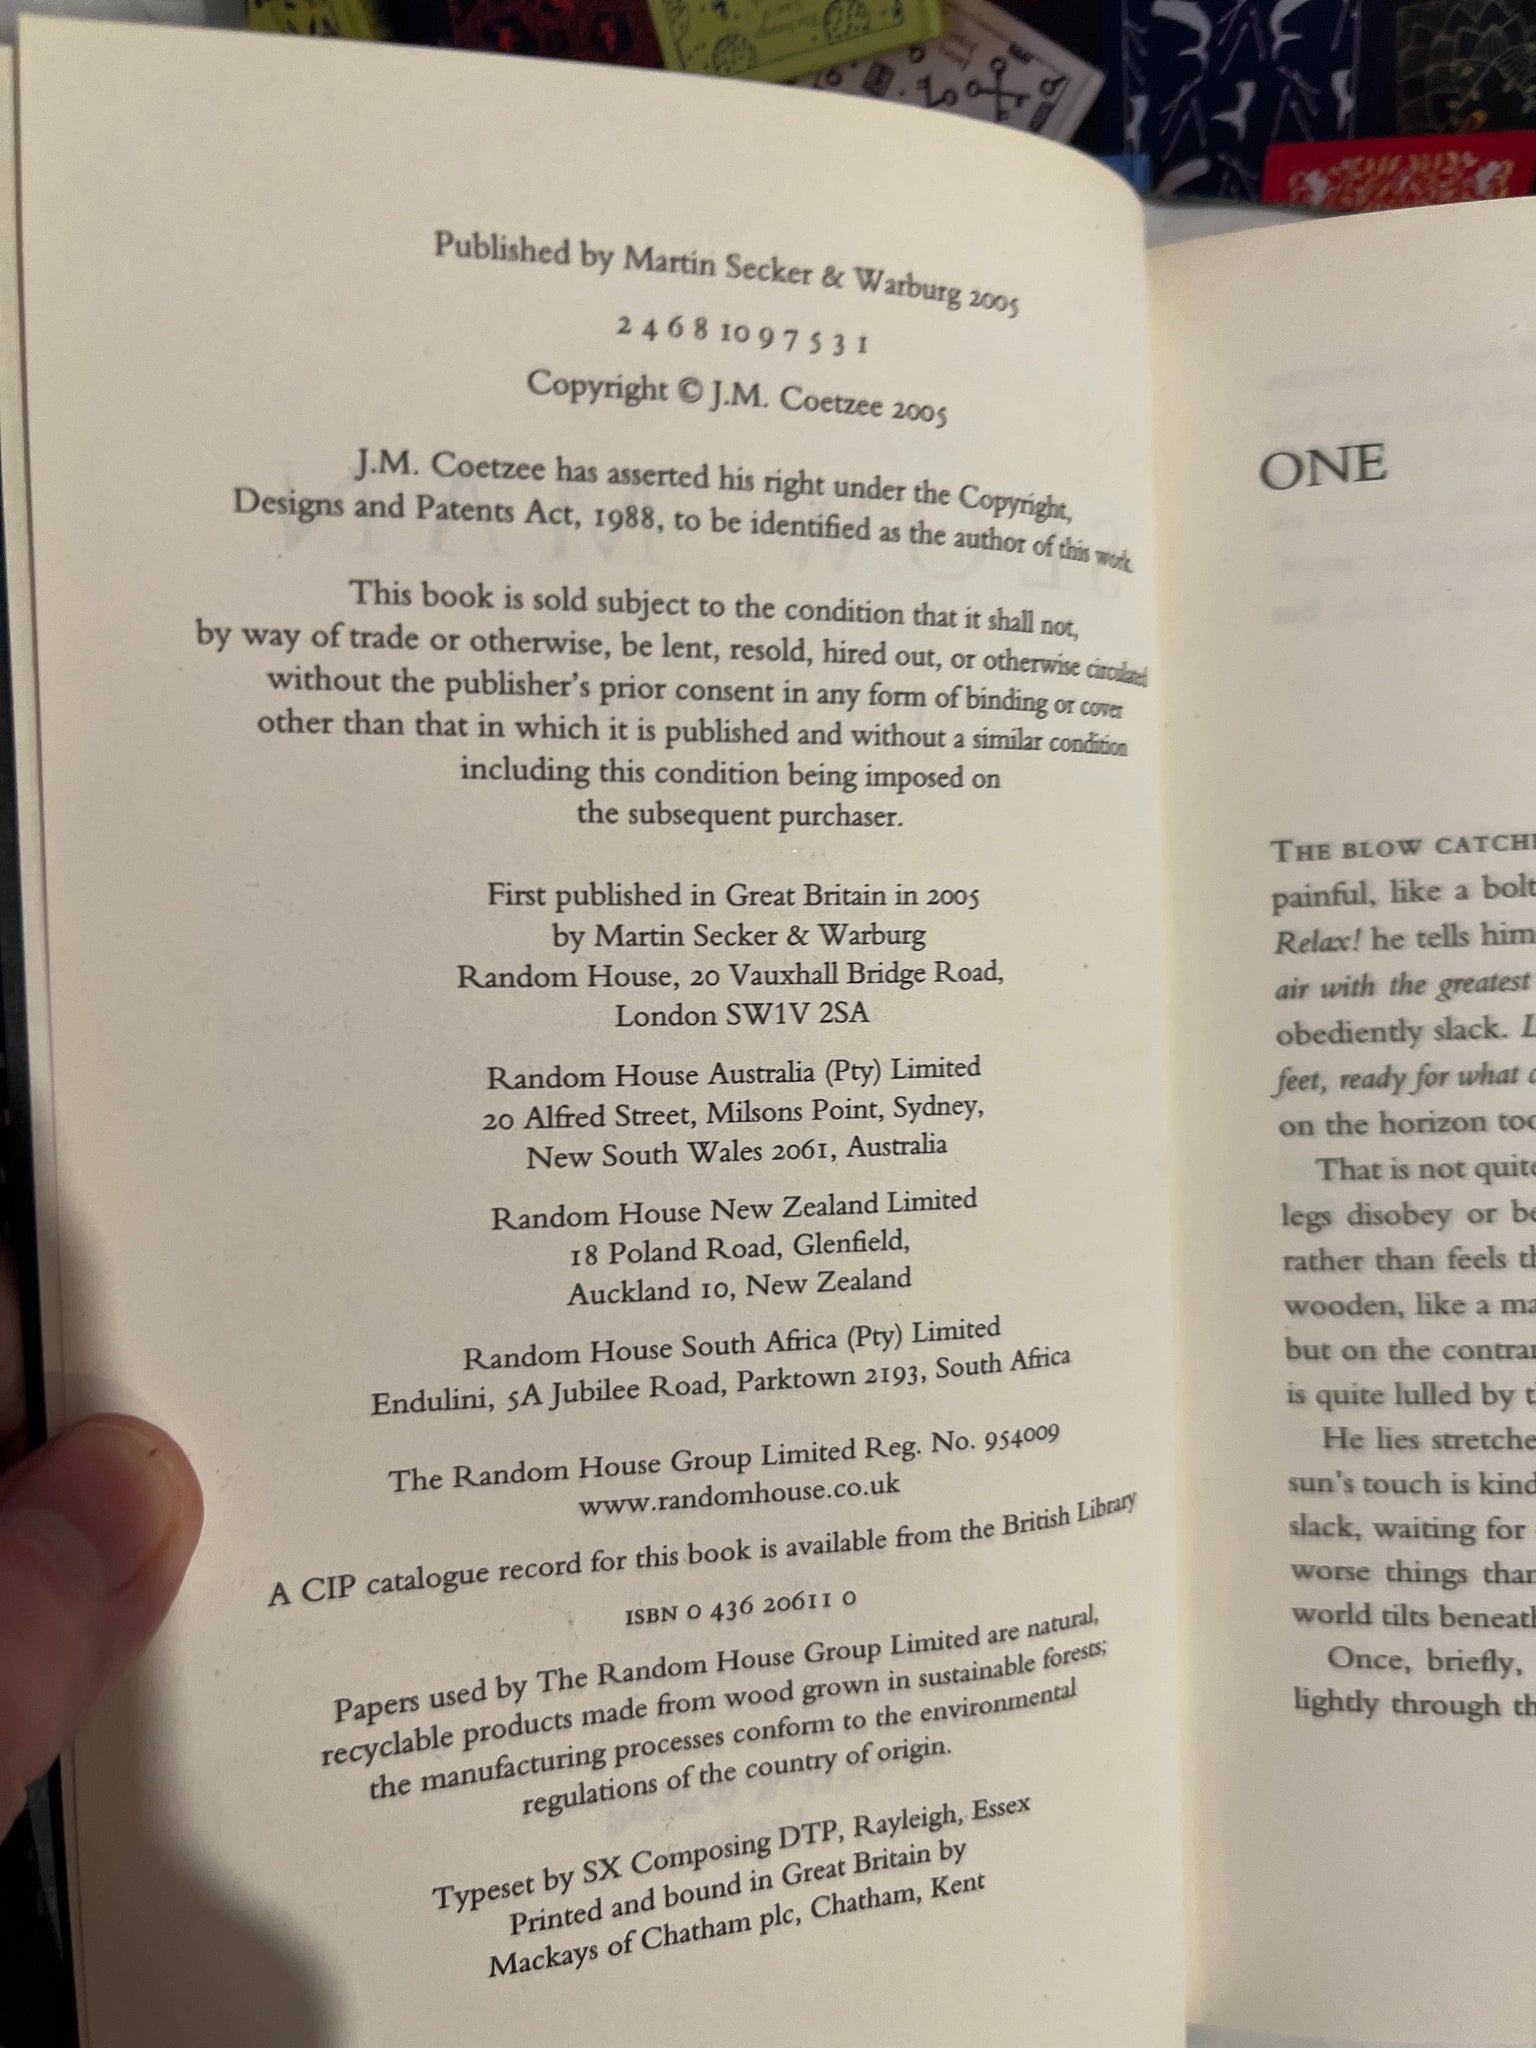 Published by Martin Secker & Warburg 2005
2 4 6 8 10 9 7 5 3 1
Copyright © J.M. Coetzee 2005
J.M. Coetzee has asserted his right under the Copyright,
Designs and Patents Act, 1988, to be identified as the author of this work.
This book is sold subject to the condition that it shall not,
by way of trade or otherwise, be lent, resold, hired out, or otherwise circulated
without the publisher's prior consent in any form of binding or cover
other than that in which it is published and without a similar condition
including this condition being imposed on
the subsequent purchaser.
First published in Great Britain in 2005
by Martin Secker & Warburg
Random House, 20 Vauxhall Bridge Road,
London SW1V 2SA
Random House Australia (Pty) Limited
20 Alfred Street, Milsons Point, Sydney,
New South Wales 2061, Australia
Random House New Zealand Limited
18 Poland Road, Glenfield,
Auckland 10, New Zealand
Random House South Africa (Pty) Limited
Endulini, 5A Jubilee Road, Parktown 2193, South Africa
The Random House Group Limited Reg. No. 954009
www.randomhouse.co.uk
A CIP catalogue record for this book is available from the British Library
ISBN 0 436 20611 0
Papers used by The Random House Group Limited are natural,
recyclable products made from wood grown in sustainable forests;
the manufacturing processes conform to the environmental
regulations of the country of origin.
Typeset by SX Composing DTP, Rayleigh, Essex
Printed and bound in Great Britain by
Mackays of Chatham plc, Chatham, Kent
ONE
THE BLOW CATCH
painful, like a bolt
Relax! he tells him
air with the greatest
obediently slack. L
feet, ready for what
on the horizon too
That is not quite
legs disobey or be
rather than feels th
wooden, like a ma
but on the contrar
is quite lulled by t
He lies stretche
sun's touch is kind
slack, waiting for
worse things than
world tilts beneath
Once, briefly,
lightly through th